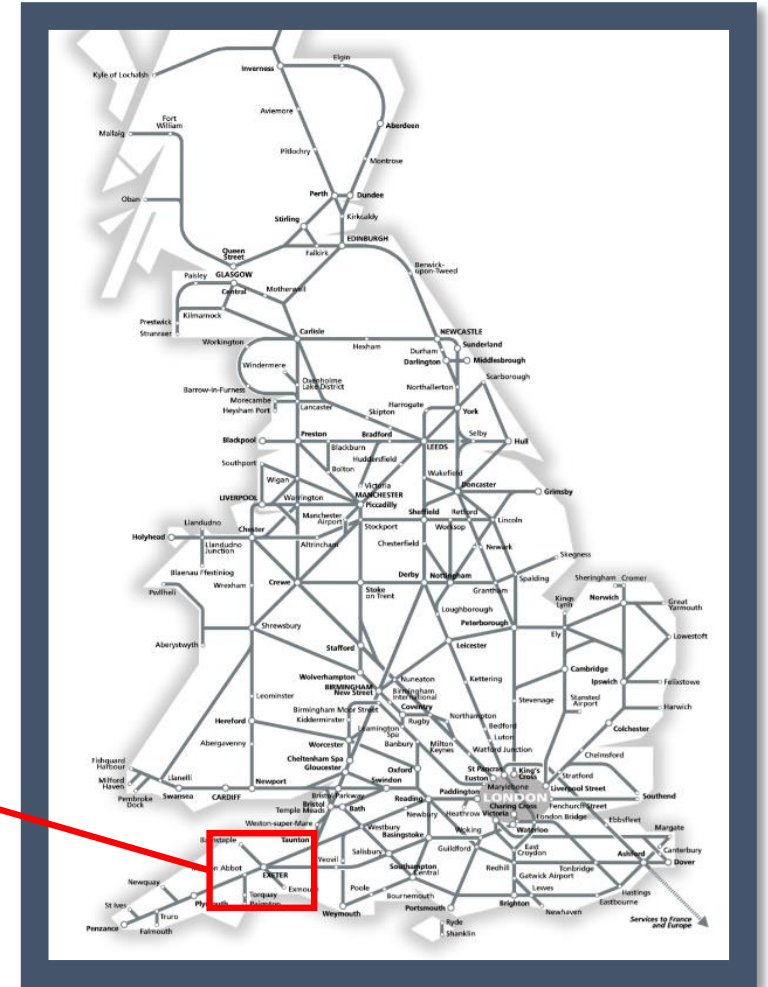 Elgin
Inverness
Kyle of Lochalsh
Aviemore
Fort
William
Aberdeen
Mallaig
Pitlochry
Montrose
Perth
Dundee
Oban
Kirkcaldy
Stirling
EDINBURGH
Queen
Street
Falkirk
Berwick-
upon-Tweed
Paisley
GLASGOW
Central
Motherwell
Prestwick
Kilmarnock
Stranraer
Carlisle
NEWCASTLE
Workington
Hexham
Sunderland
Durham
Darlington
Middlesbrough
Windermere
Scarborough
Oxenholme
Lake District
Barrow-in-Furness
Northallerton
Morecambe
Heysham Port
Lancaster
Harrogate
York
Skipton
Blackpool
Preston
Bradford
Selby
Hull
Blackburn
LEEDS
Huddersfield
Southport
Bolton
Wakefield
Wigan
Victoria
Doncaster
MANCHESTER
Piccadilly
Grimsby
LIVERPOOL
Warrington
Manchester
Airport
Sheffield
Retford
Lincoln
Llandudno
Chester
Stockport
Worksop
Holyhead
Llandudno
Junction
Altrincham
Chesterfield
Newark
Skegness
Blaenau Ffestiniog
Derby
Nottingham
Sheringham
Cromer
Pwllheli
Wrexham
Crewe
Stoke
on Trent
Grantham
Spalding
Kings
Lynn
Norwich
Great
Yarmouth
Loughborough
Peterborough
Shrewsbury
Ely
Lowestoft
Aberystwyth
Stafford
Leicester
Wolverhampton
Cambridge
BIRMINGHAM
New Street
Nuneaton
Kettering
Ipswich
Felixstowe
Birmingham
International
Leominster
Stevenage
Stansted
Airport
Harwich
Birmingham Moor Street
Coventry
Kidderminster
Rugby
Northampton
Hereford
Leamington
Spa
Bedford
Colchester
Worcester
Banbury
Milton
Keynes
Luton
Abergavenny
Watford Junction
Chelmsford
Cheltenham Spa
Gloucester
Oxford
St Pancras
King's
Cross
Euston
Stratford
Fishguard
Harbour
Llanelli
Swindon
Marylebone
Liverpool Street
Milford
Haven
Newport
Paddington
LONDON
Southend
Pembroke
Dock
Swansea
CARDIFF
Bristol Parkway
Reading
Charing Cross
Fenchurch Street
Bristol
Temple Meads
Bath
Newbury
Heathrow
Victoria
London Bridge
Ebbsfleet
Weston-super-Mare
Westbury
Basingstoke
Woking
Waterloo
Margate
Taunton
Guildford
East
Croydon
Canterbury
Yeovil
Salisbury
Ashford
Dover
Abbot
EXETER
Southampton
Central
Redhill
Tonbridge
Gatwick Airport
Newquay
Torquay
Poole
Lewes
Hastings
Eastbourne
St Ives
Bournemouth
Portsmouth
Brighton
Newhaven
Truro
Weymouth
Ryde
Services to France
and Europe
Penzance
Falmouth
Shanklin